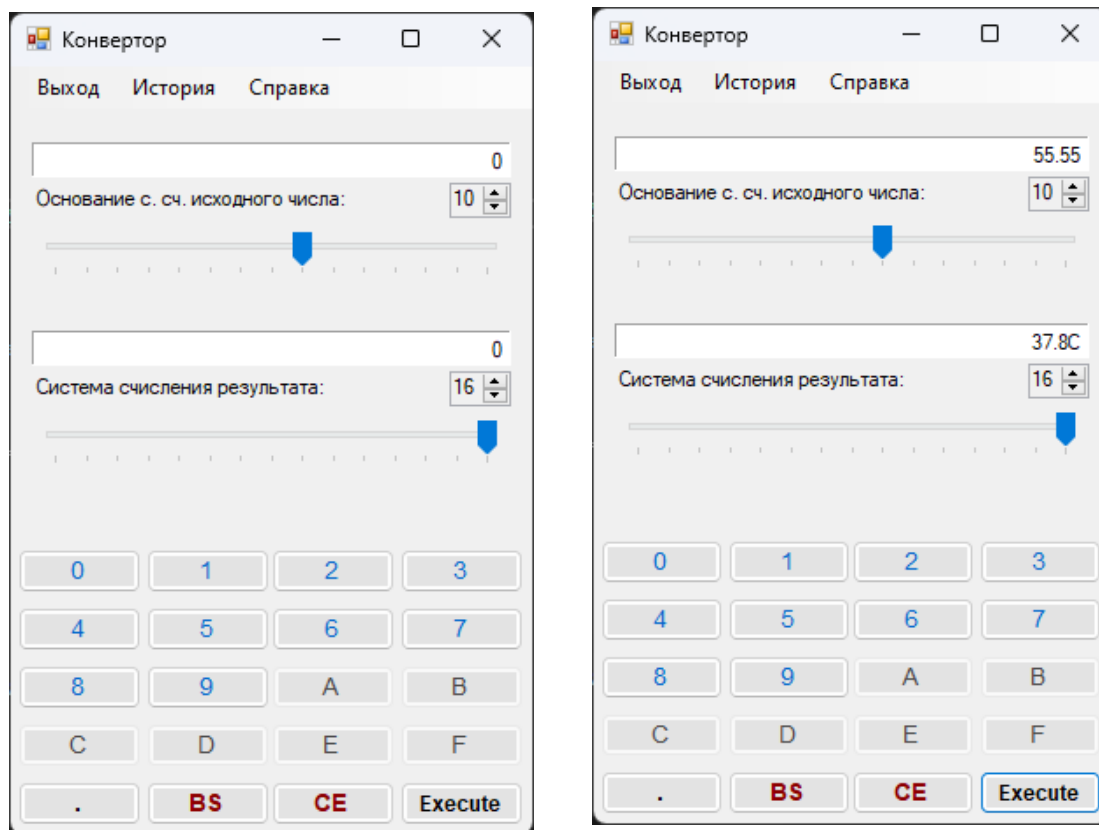 Конвертор
Выход История Справка
0
Основание с. сч. исходного числа: 10
0
Система счисления результата: 16
0 1 2 3
4 5 6 7
8 9 A B
C D E F
. BS CE Execute
Конвертор
Выход История Справка
55.55
Основание с. сч. исходного числа: 10
37.8C
Система счисления результата: 16
0 1 2 3
4 5 6 7
8 9 A B
C D E F
. BS CE Execute